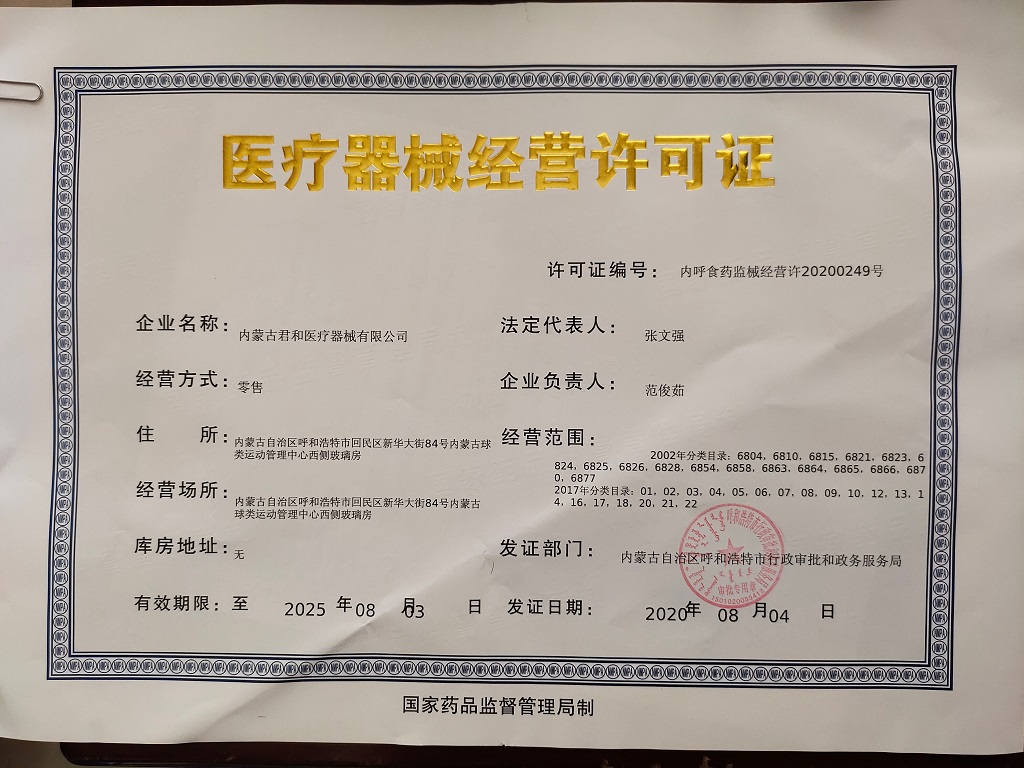 医疗器械经营许可证
许可证编号： 内呼食药监械经营许20200249号
企业名称： 内蒙古君和医疗器械有限公司
法定代表人： 张文强
经营方式： 零售
企业负责人： 范俊茹
住 所： 内蒙古自治区呼和浩特市回民区新华大街84号内蒙古球
类运动管理中心西侧玻璃房
经营范围：
2002年分类目录：6804，6810，6815，6821，6823，6
824，6825，6826，6828，6854，6858，6863，6864，6865，6866，687
0，6877
2017年分类目录：01，02，03，04，05，06，07，08，09，10，12，13，1
4，16，17，18，20，21，22
经营场所： 内蒙古自治区呼和浩特市回民区新华大街84号内蒙古
球类运动管理中心西侧玻璃房
库房地址： 无
发证部门： 内蒙古自治区呼和浩特市行政审批和政务服务局
审批专用章
有效期限：至 2025 年 08 月 03 日
发证日期： 2020 年 08 月 04 日
国家药品监督管理局制